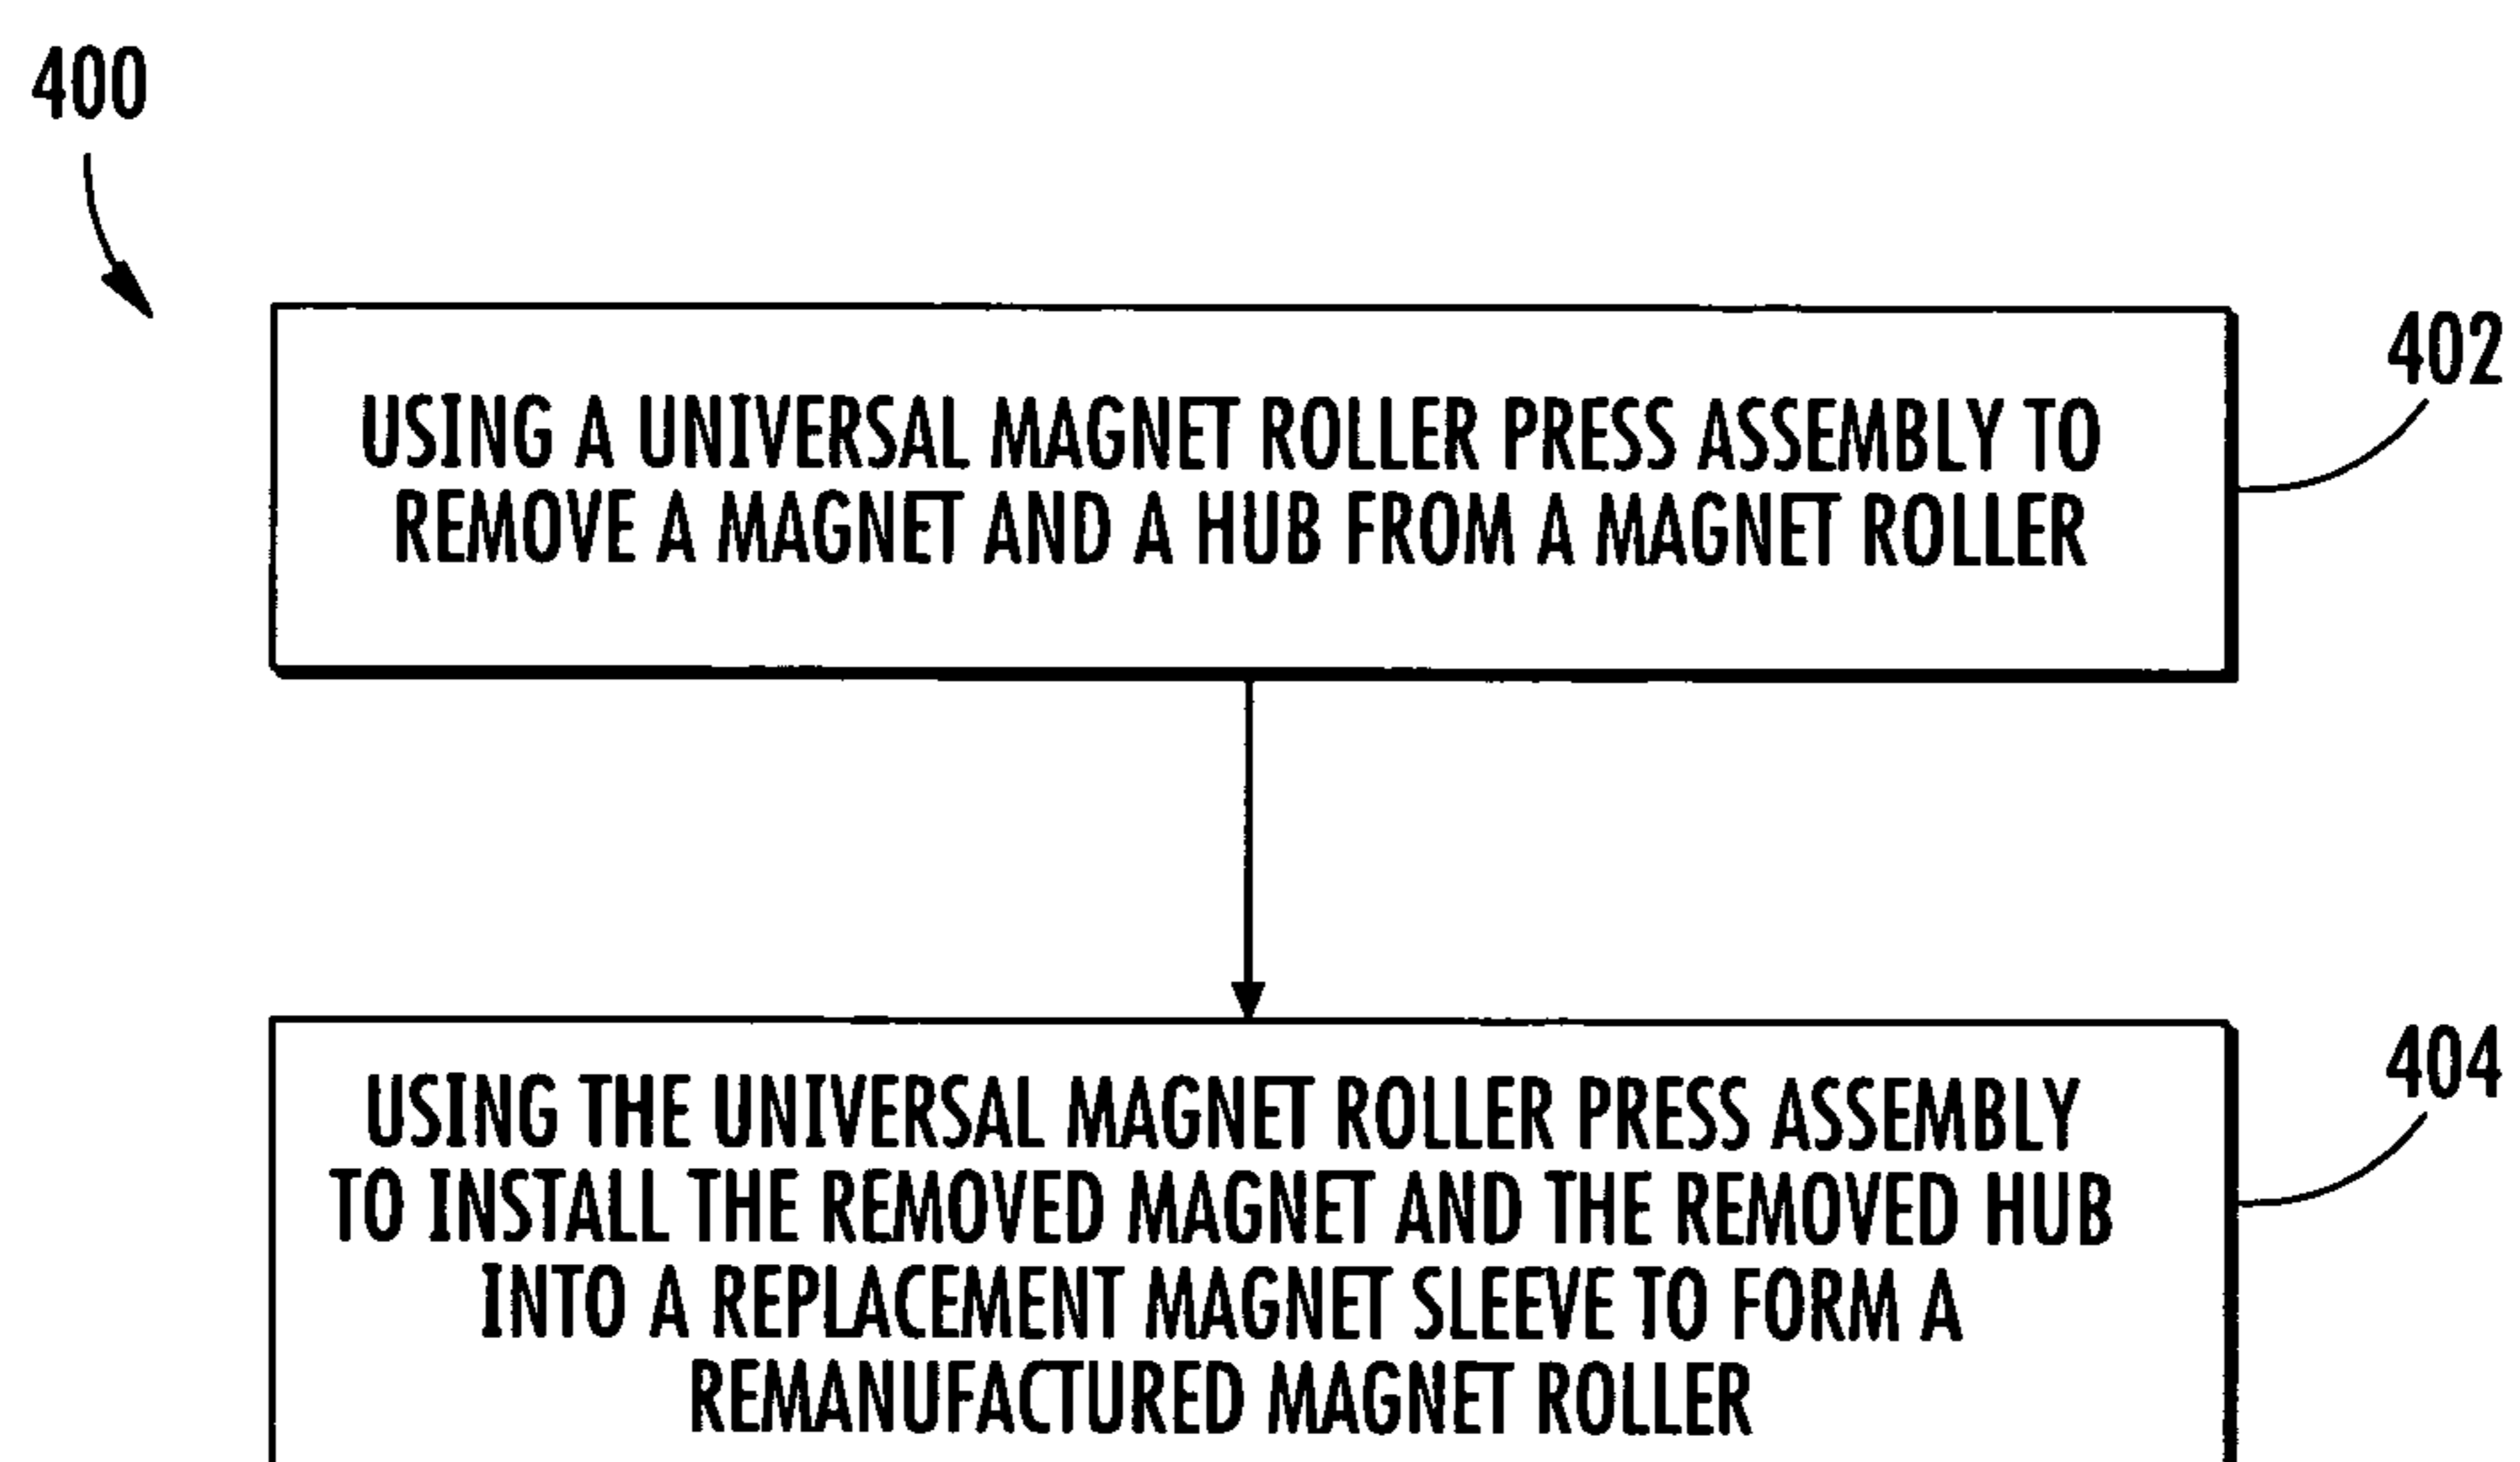 400
402
USING A UNIVERSAL MAGNET ROLLER PRESS ASSEMBLY TO
REMOVE A MAGNET AND A HUB FROM A MAGNET ROLLER
404
USING THE UNIVERSAL MAGNET ROLLER PRESS ASSEMBLY
TO INSTALL THE REMOVED MAGNET AND THE REMOVED HUB
INTO A REPLACEMENT MAGNET SLEEVE TO FORM A
REMANUFACTURED MAGNET ROLLER